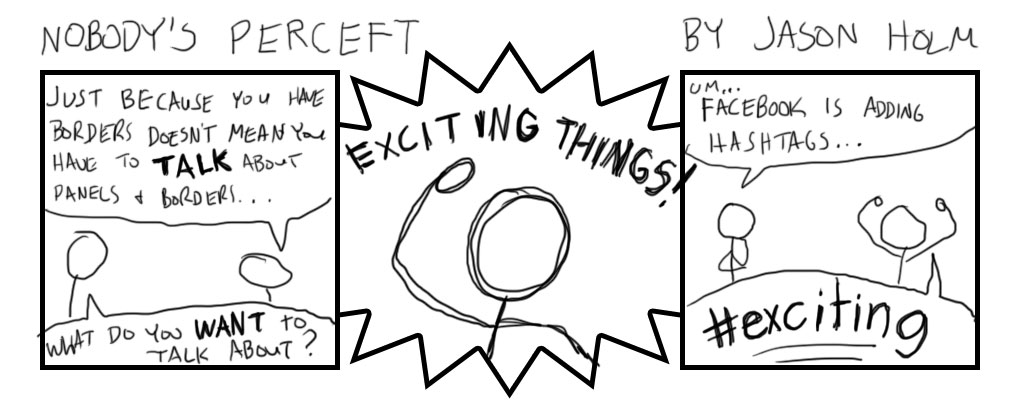 NOBODY'S PERCEFT
BY JASON HOLM
JUST BECAUSE YOU HAVE
BORDERS DOESN'T MEAN YOU
HAVE TO TALK ABOUT
PANELS & BORDERS...
WHAT DO YOU WANT TO
TALK ABOUT?
EXCITING THINGS!
UM...
FACEBOOK IS ADDING
HASHTAGS...
#exciting